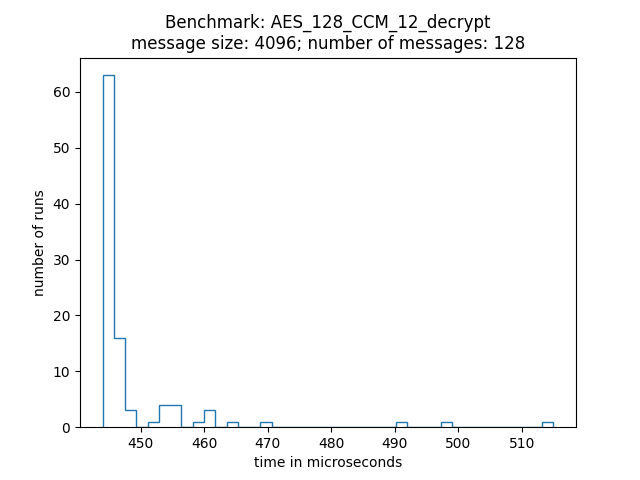 Benchmark: AES_128_CCM_12_decrypt
message size: 4096; number of messages: 128
60
50
40
30
20
10
0
number of runs
450 460 470 480 490 500 510
time in microseconds